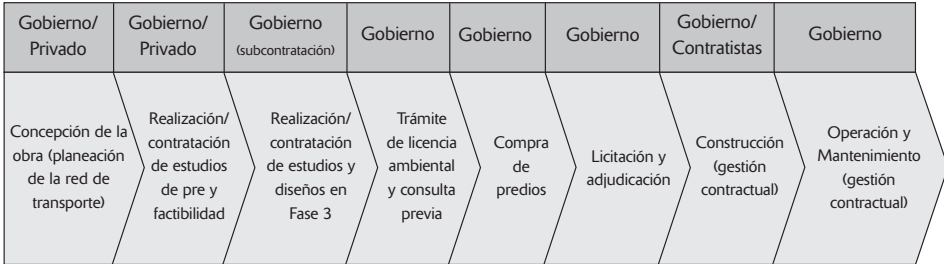 Gobierno/
Privado
Gobierno/
Privado
Gobierno
(subcontratación)
Gobierno
Gobierno
Gobierno
Gobierno/
Contratistas
Gobierno
Concepción de la
obra (planeación
de la red de
transporte)
Realización/
contratación
de estudios
de pre y
factibilidad
Realización/
contratación
de estudios y
diseños en
Fase 3
Trámite
de licencia
ambiental
y consulta
previa
Compra
de
predios
Licitación y
adjudicación
Construcción
(gestión
contractual)
Operación y
Mantenimiento
(gestión
contractual)